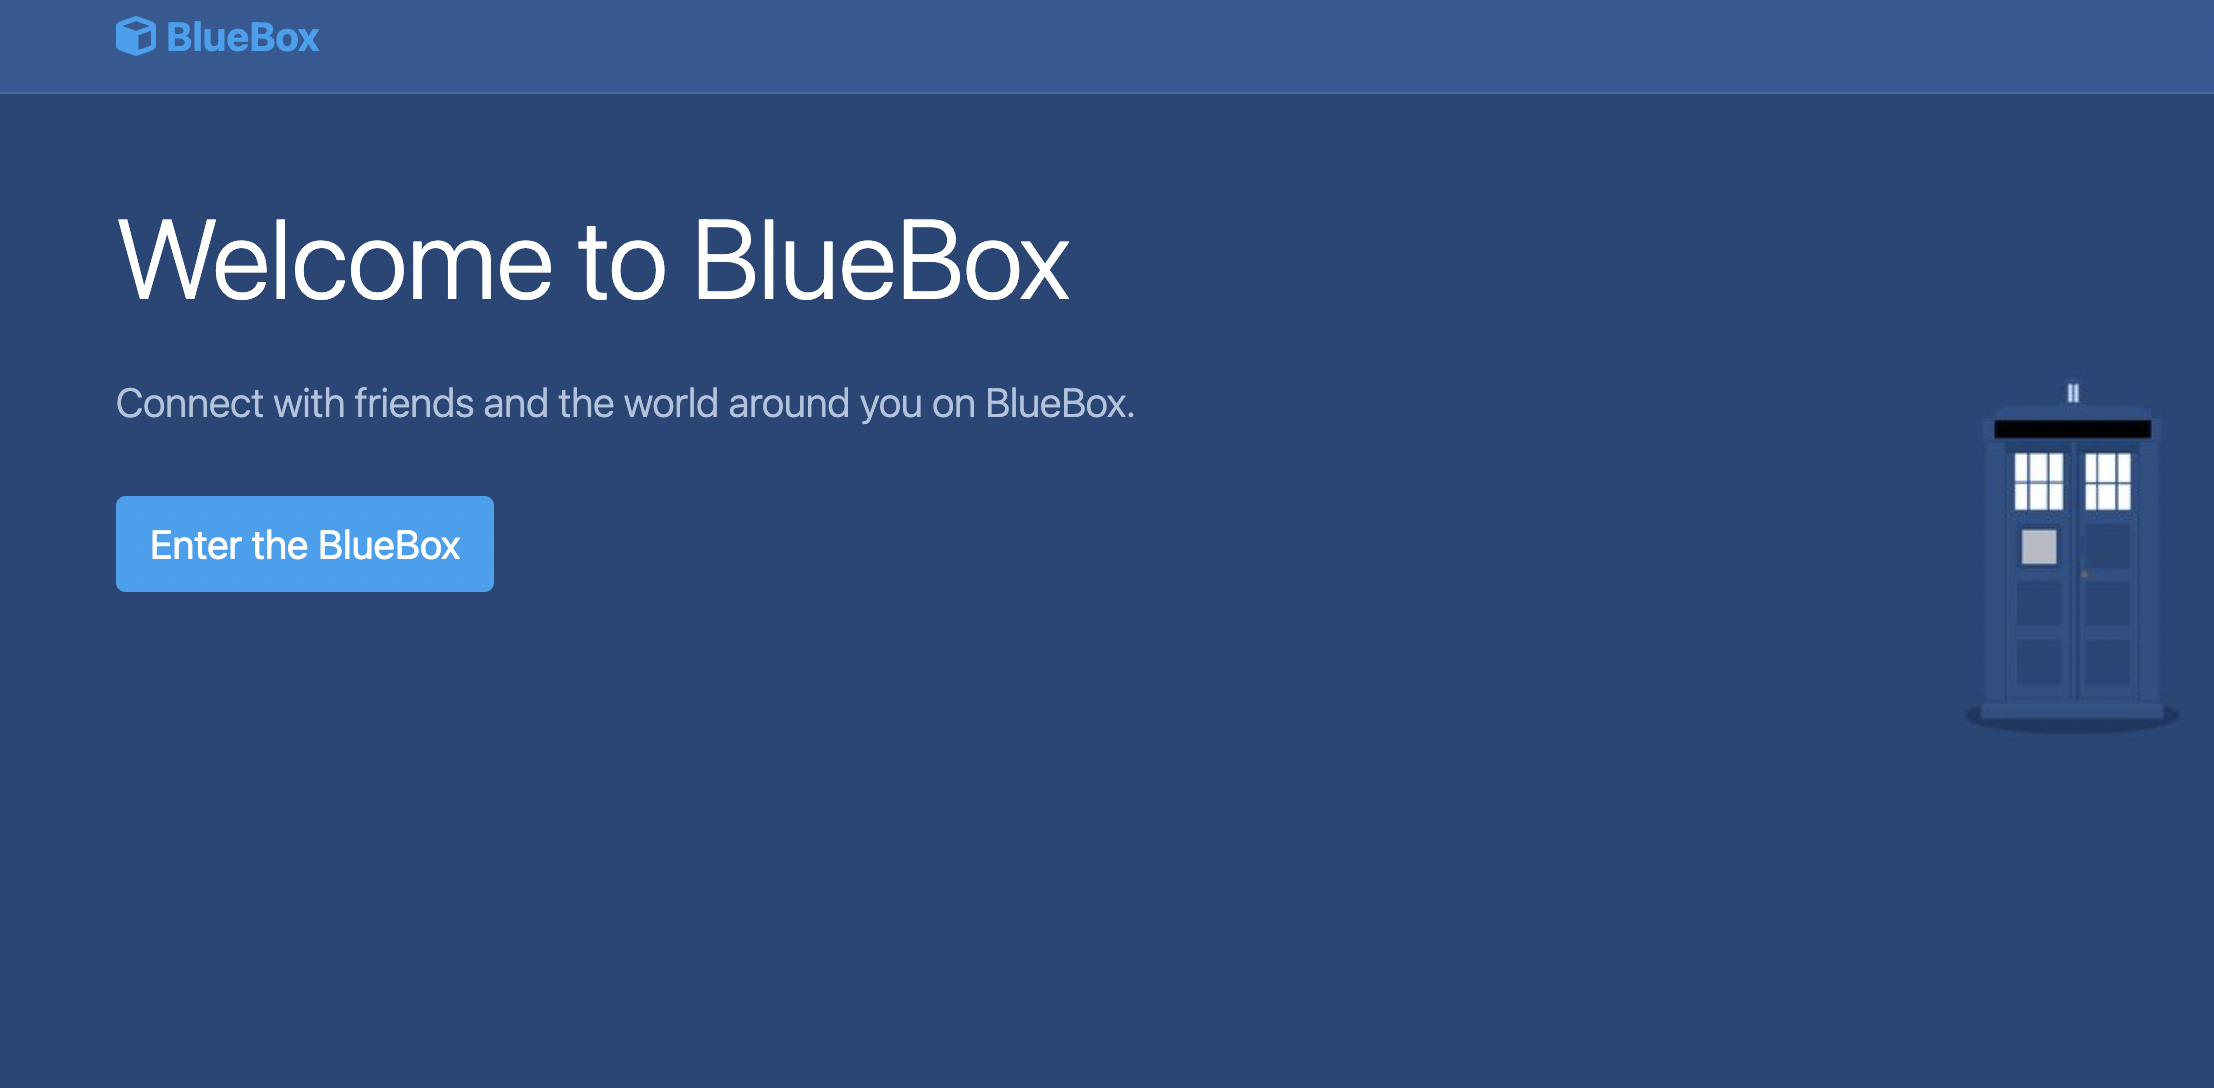 BlueBox
Welcome to BlueBox
Connect with friends and the world around you on BlueBox.
Enter the BlueBox